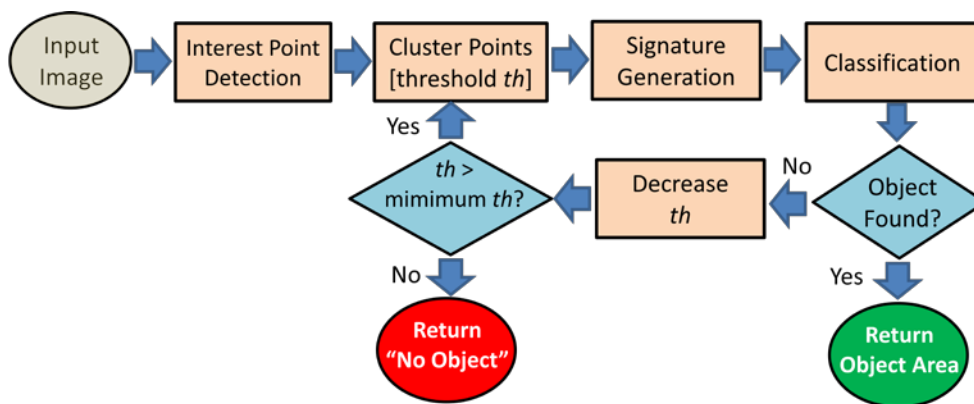 Input
Image
Interest Point
Detection
Cluster Points
[threshold th]
Signature
Generation
Classification
Yes
th >
mimimum th?
Decrease
th
No
Object
Found?
No
Yes
Return
“No Object”
Return
Object Area